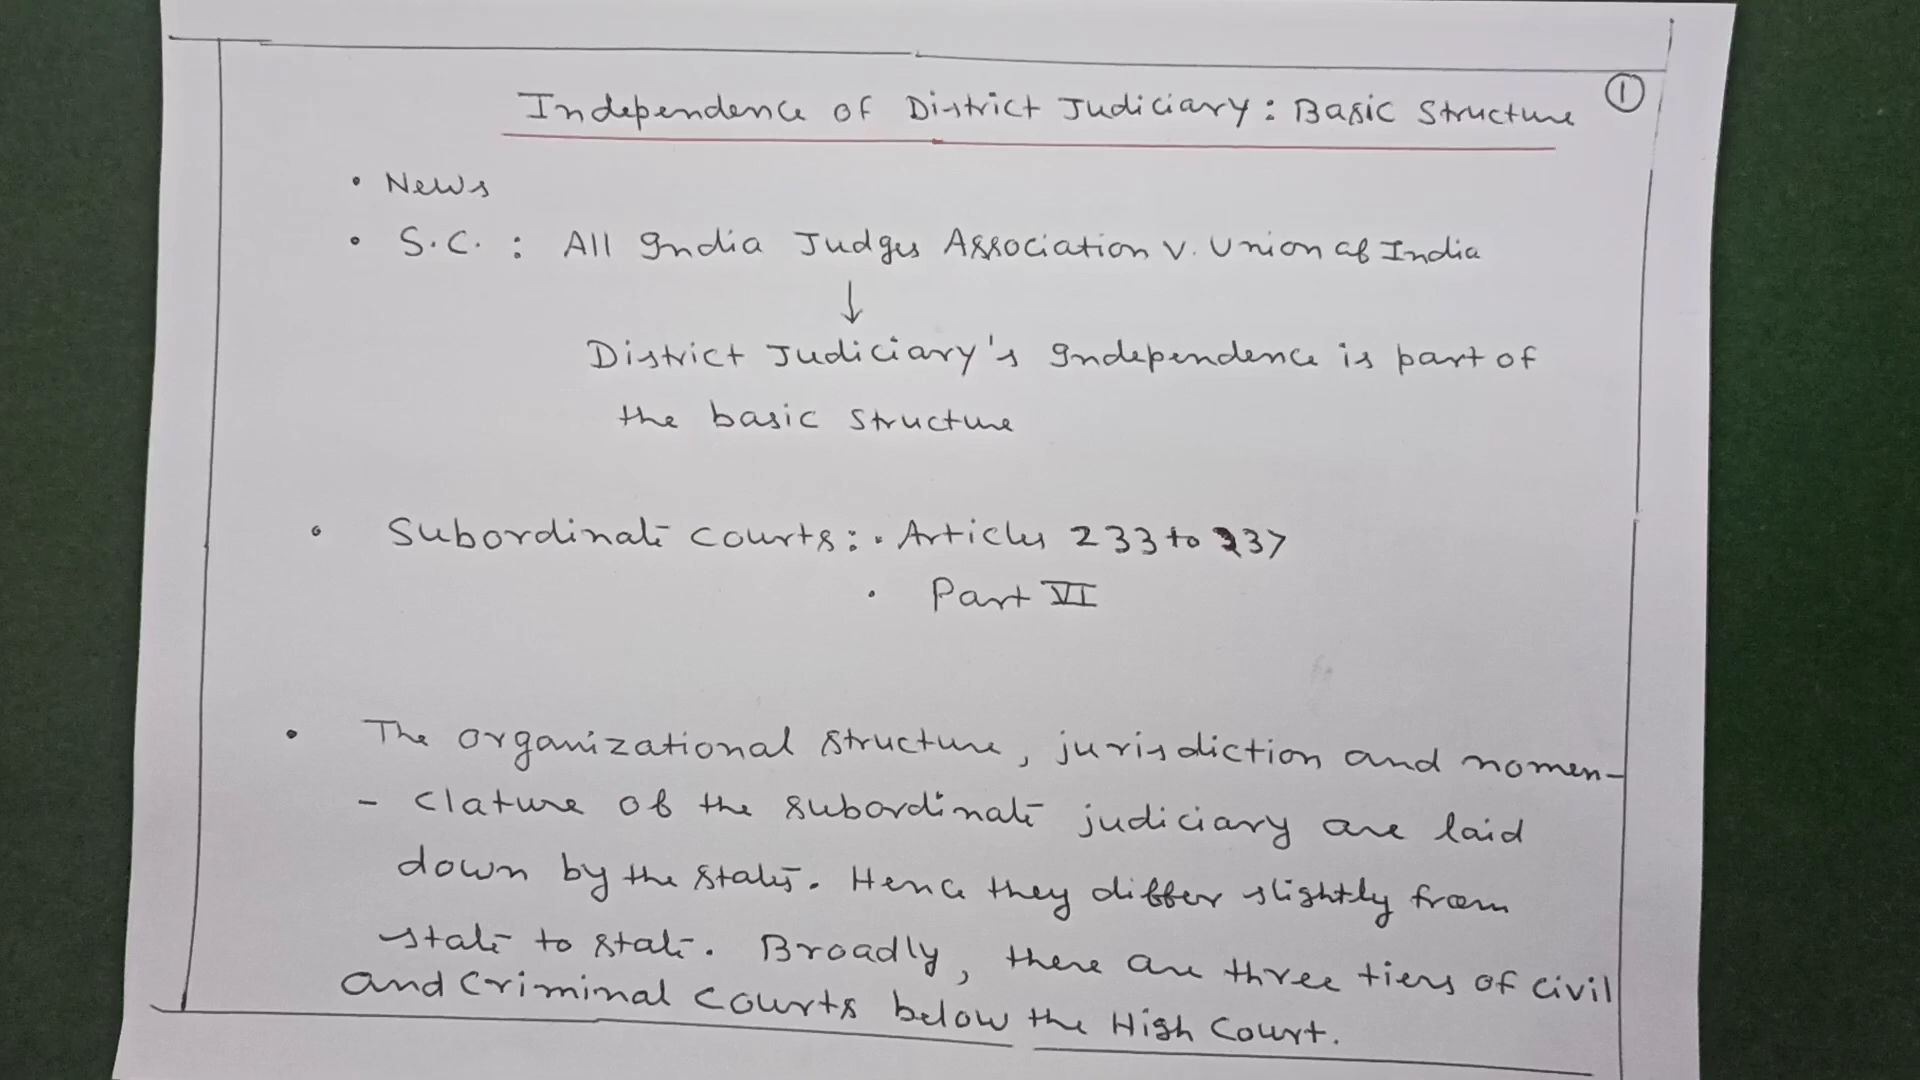 1
Independence of District Judiciary: Basic Structure
• News
• S.C. : All India Judges Association v. Union of India
↓
District Judiciary's Independence is part of
the basic structure
• Subordinate courts: • Articles 233 to 237
• Part VI
• The organizational structure, jurisdiction and nomen-
- clature of the subordinate judiciary are laid
down by the states. Hence they differ slightly from
state to state. Broadly, there are three tiers of civil
and criminal courts below the High Court.